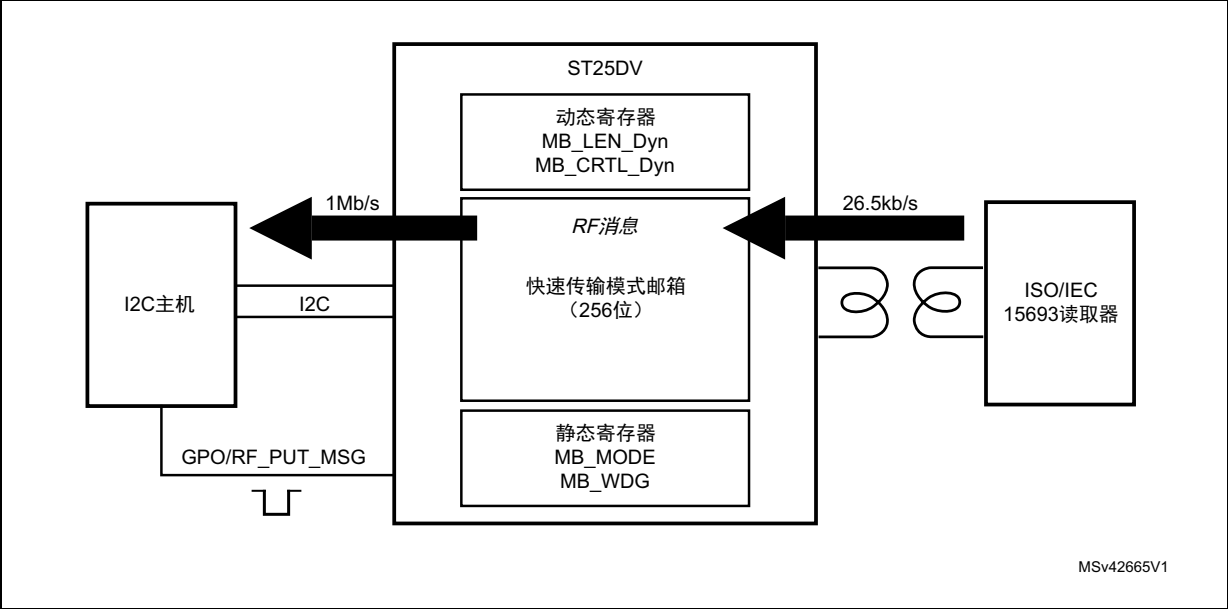 ST25DV
动态寄存器
MB_LEN_Dyn
MB_CRTL_Dyn
1Mb/s
26.5kb/s
RF消息
快速传输模式邮箱
（256位）
I2C主机
I2C
ISO/IEC
15693读取器
静态寄存器
MB_MODE
MB_WDG
GPO/RF_PUT_MSG
MSv42665V1